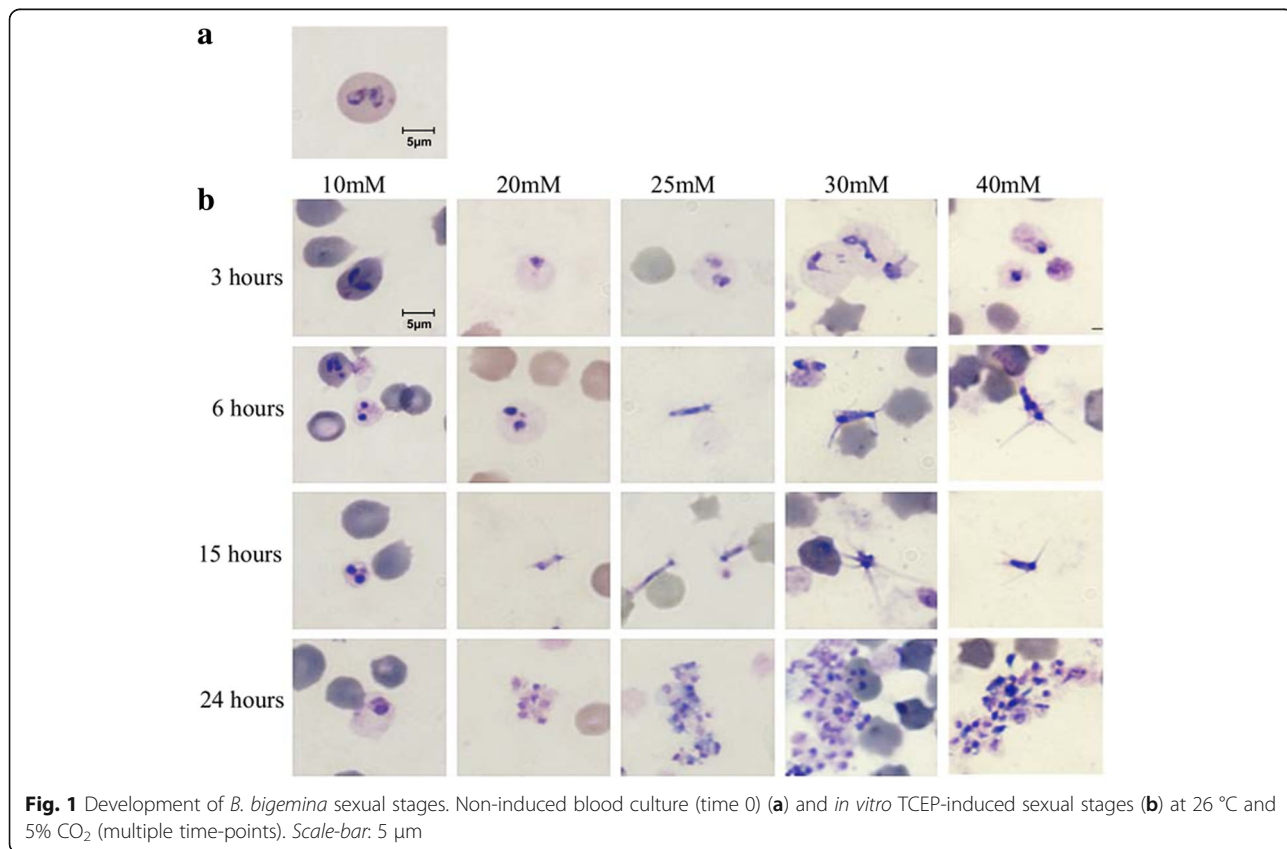 a
5µm
b
10mM 20mM 25mM 30mM 40mM
3 hours
5µm
6 hours
15 hours
24 hours
Fig. 1 Development of B. bigemina sexual stages. Non-induced blood culture (time 0) (a) and in vitro TCEP-induced sexual stages (b) at 26 °C and
5% CO₂ (multiple time-points). Scale-bar: 5 µm